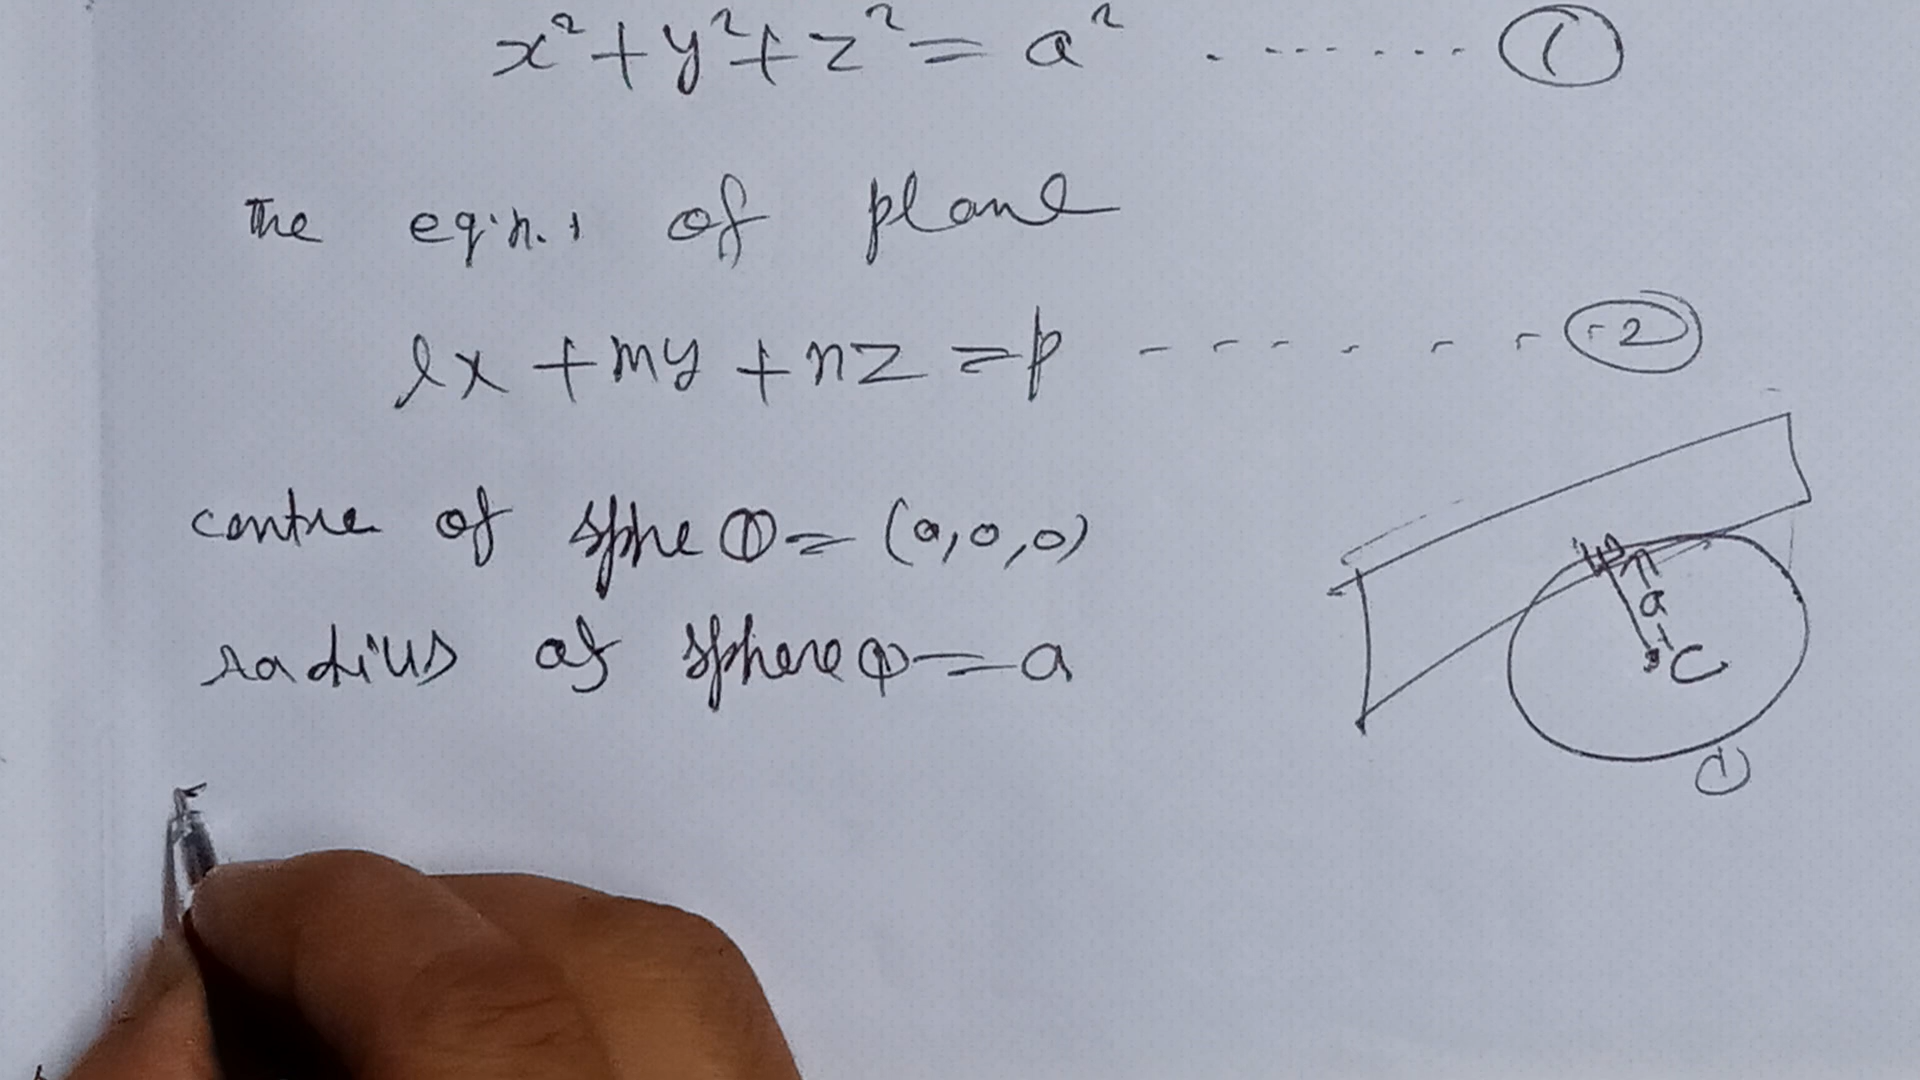 x²+y²+z² = a² ........ ①
The eq.n. of plane
lx + my + nz = p ------- ②
centre of sphe ① = (0,0,0)
a
C
radius of sphere ① = a
①